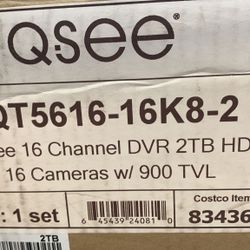 Q-SEE
QT5616-16K8-2
ee 16 Channel DVR 2TB HD
16 Cameras w/ 900 TVL
: 1 set
Costco Item
83436
6 45439 24081 0
2TB